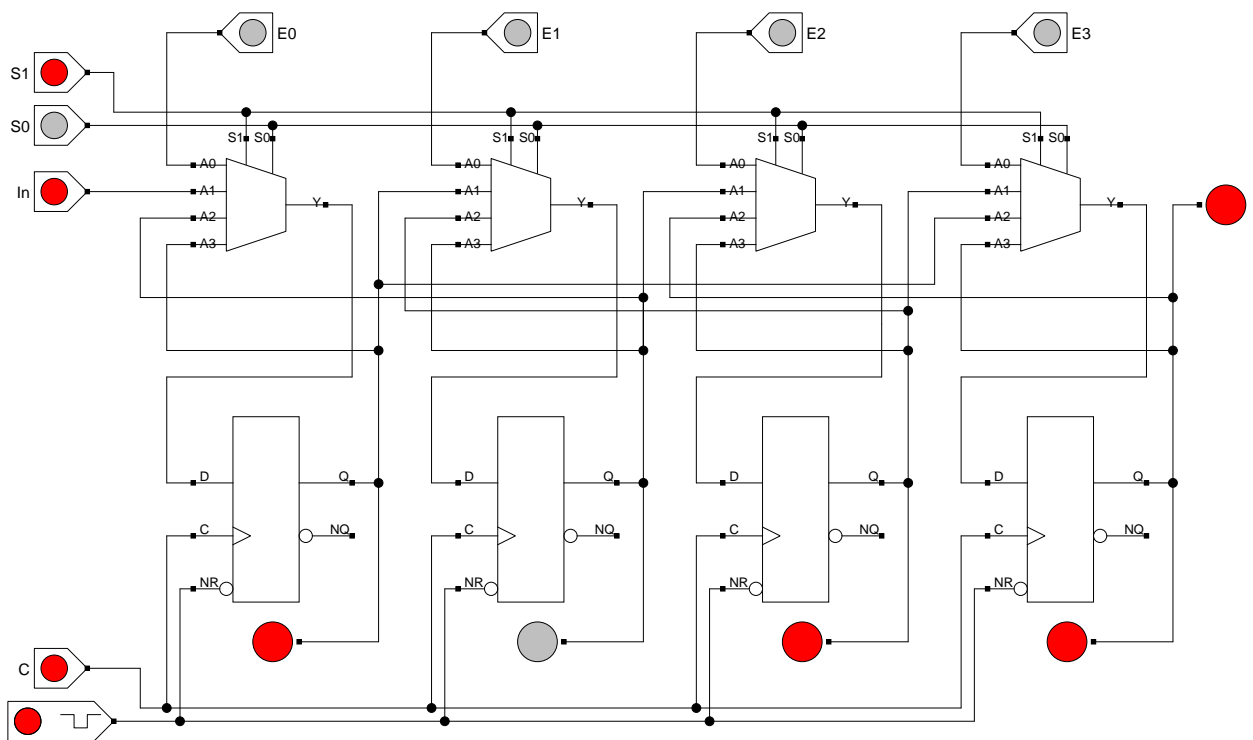 E0 E1 E2 E3
S1
S0
S1 S0 S1 S0 S1 S0 S1 S0
A0 A0 A0 A0
In A1 A1 A1 A1
Y Y Y Y
A2 A2 A2 A2
A3 A3 A3 A3
D Q D Q D Q D Q
C NQ C NQ C NQ C NQ
NR NR NR NR
C